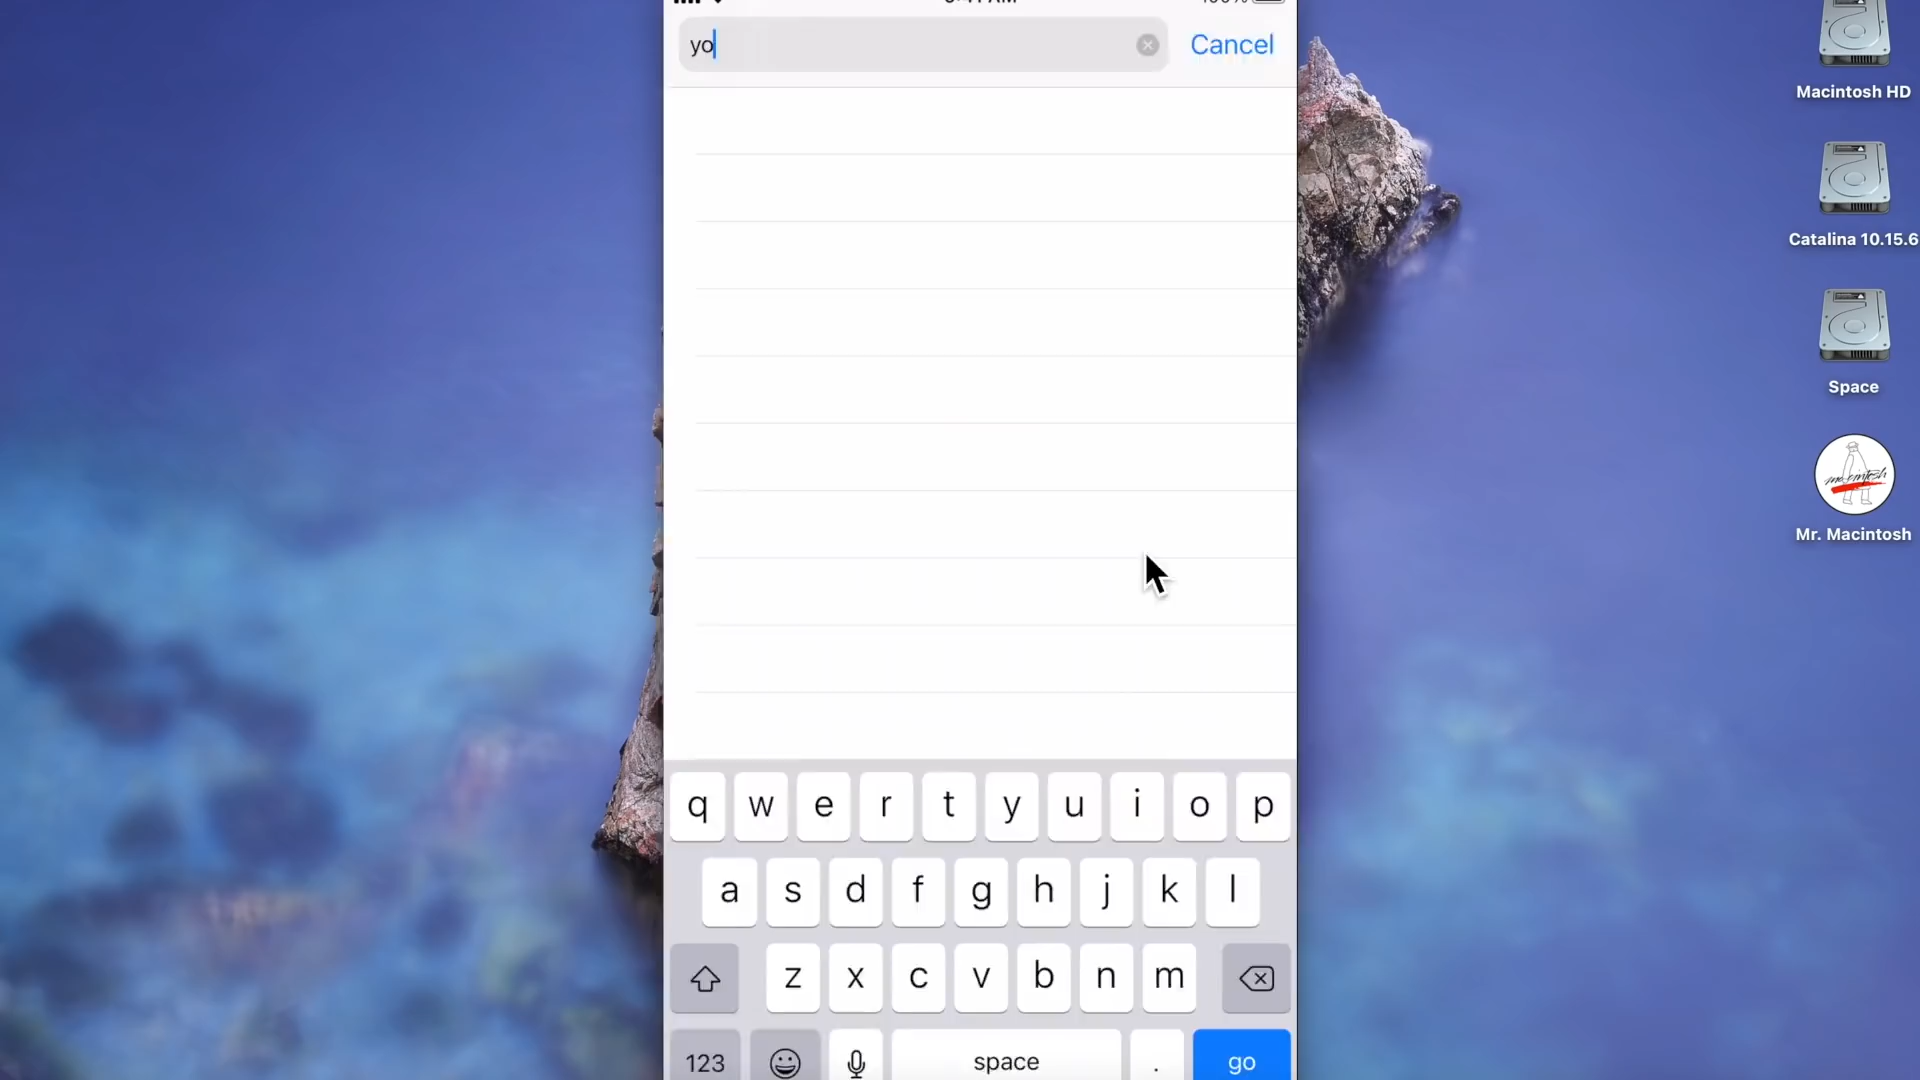 yo
Cancel
q w e r t y u i o p
a s d f g h j k l
z x c v b n m
123 space . go
Macintosh HD
Catalina 10.15.6
Space
Mr. Macintosh